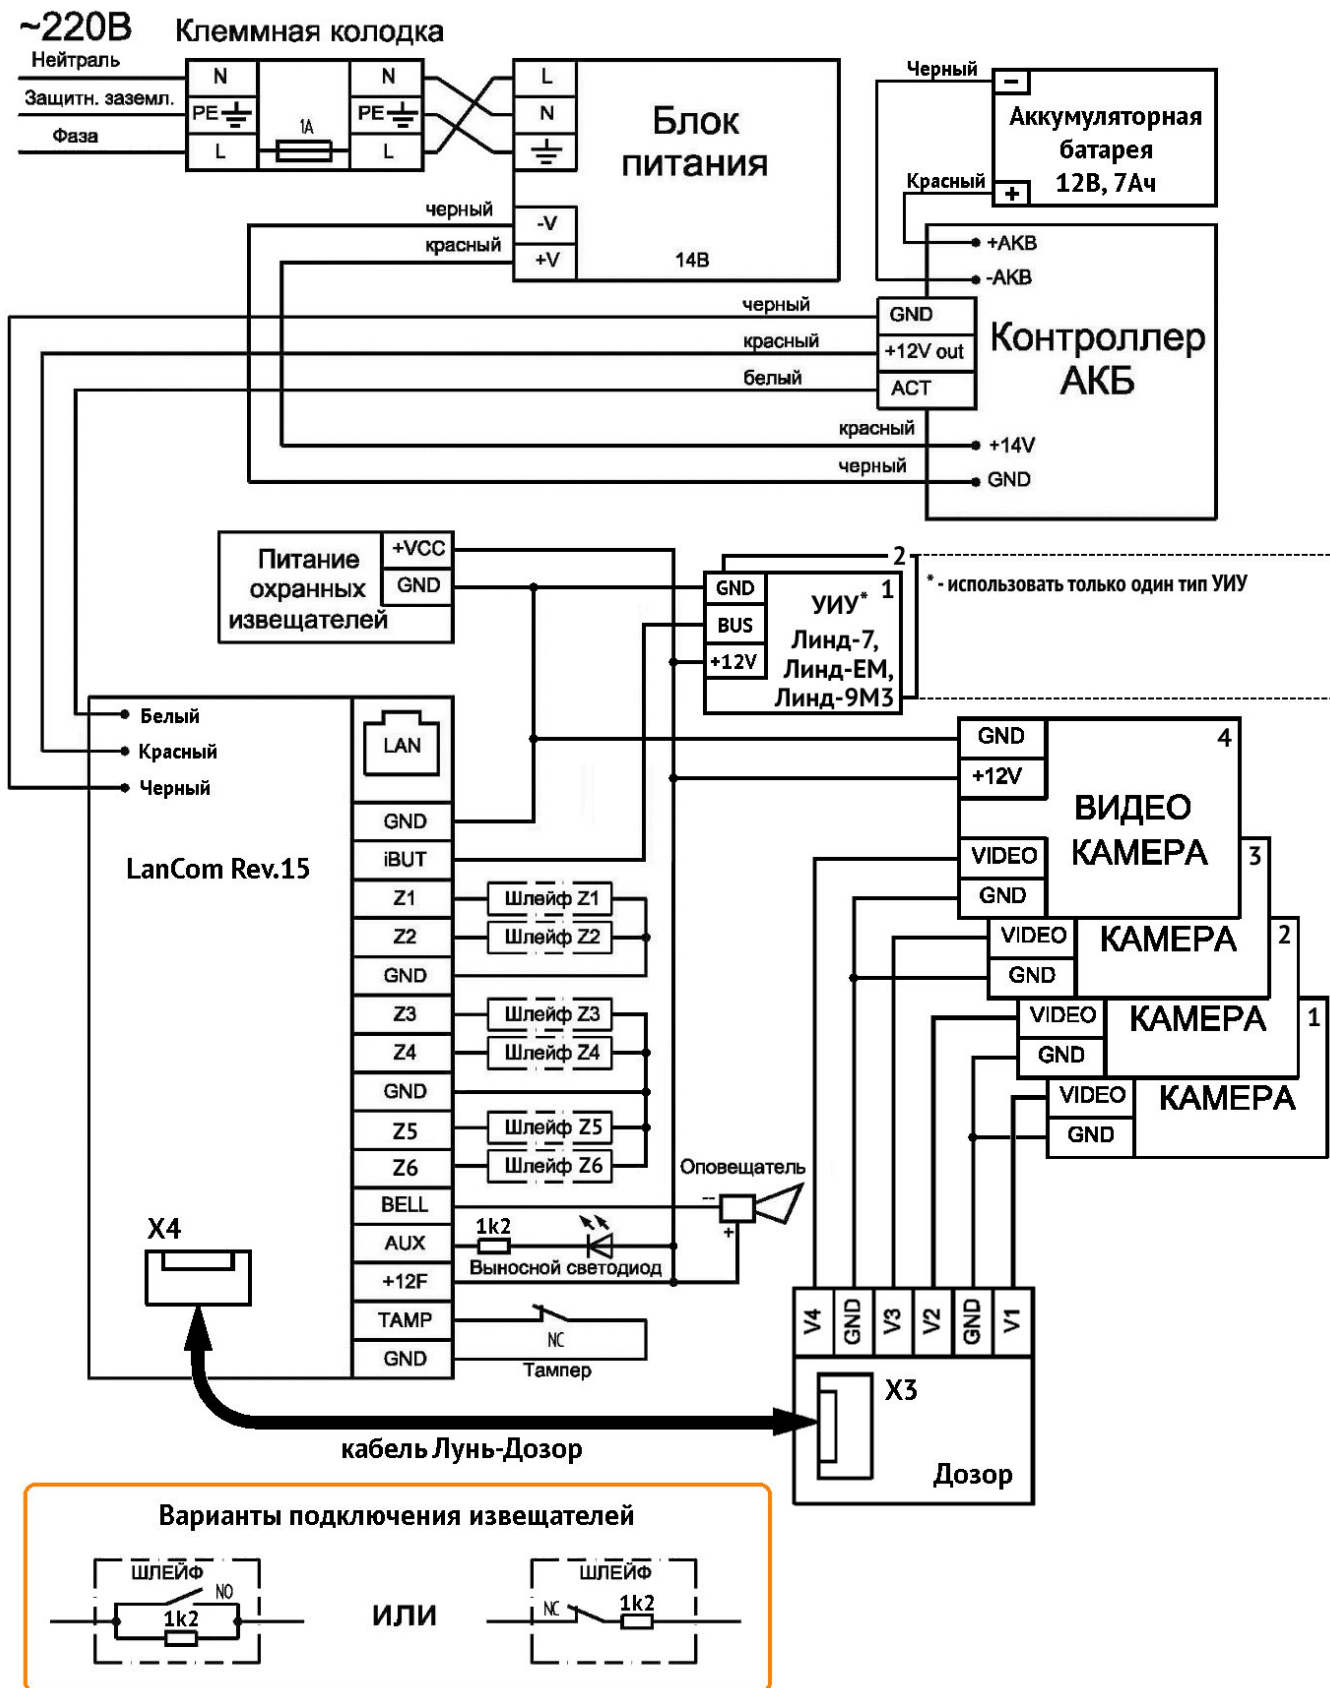 ~220В
Клеммная колодка
Нейтраль
Защитн. заземл.
Фаза
N
PE
L
1А
N
PE
L
L
N
Блок
питания
-V
+V
14В
черный
красный
Черный
Красный
−
+
Аккумуляторная
батарея
12В, 7Ач
+АКВ
-АКВ
GND
+12V out
ACT
Контроллер
АКБ
+14V
GND
черный
красный
белый
красный
черный
Питание
охранных
извещателей
+VCC
GND
GND
BUS
+12V
УИУ*
1
2
Линд-7,
Линд-ЕМ,
Линд-9М3
* - использовать только один тип УИУ
Белый
Красный
Черный
LanCom Rev.15
LAN
GND
iBUT
Z1
Z2
GND
Z3
Z4
GND
Z5
Z6
BELL
AUX
+12F
TAMP
GND
Шлейф Z1
Шлейф Z2
Шлейф Z3
Шлейф Z4
Шлейф Z5
Шлейф Z6
Оповещатель
--
+
1k2
Выносной светодиод
NC
Тампер
X4
GND
+12V
VIDEO
GND
4
ВИДЕО
КАМЕРА
3
VIDEO
GND
КАМЕРА
2
VIDEO
GND
КАМЕРА
1
VIDEO
GND
КАМЕРА
V4
GND
V3
V2
GND
V1
X3
Дозор
кабель Лунь-Дозор
Варианты подключения извещателей
ШЛЕЙФ
NO
1k2
ИЛИ
ШЛЕЙФ
NC
1k2